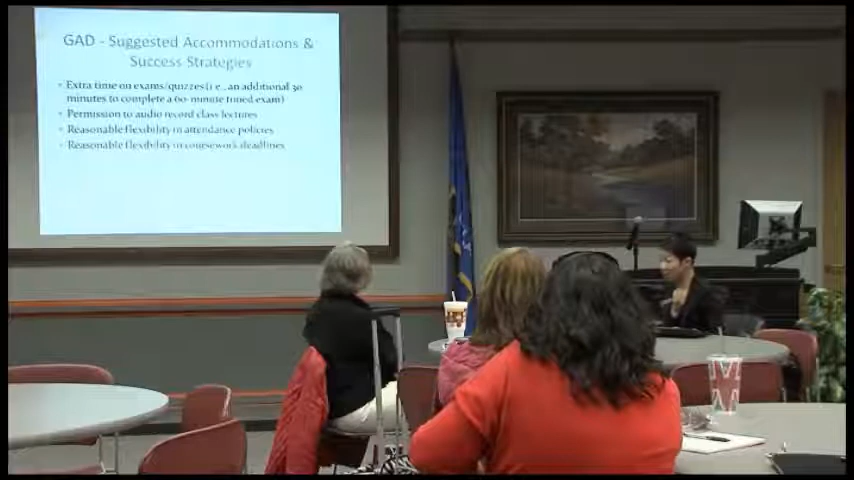 GAD - Suggested Accommodations &
Success Strategies
• Extra time on exams/quizzes (i.e., an additional 30
minutes to complete a 60-minute timed exam)
• Permission to audio record class lectures
• Reasonable flexibility in attendance policies
• Reasonable flexibility in coursework deadlines